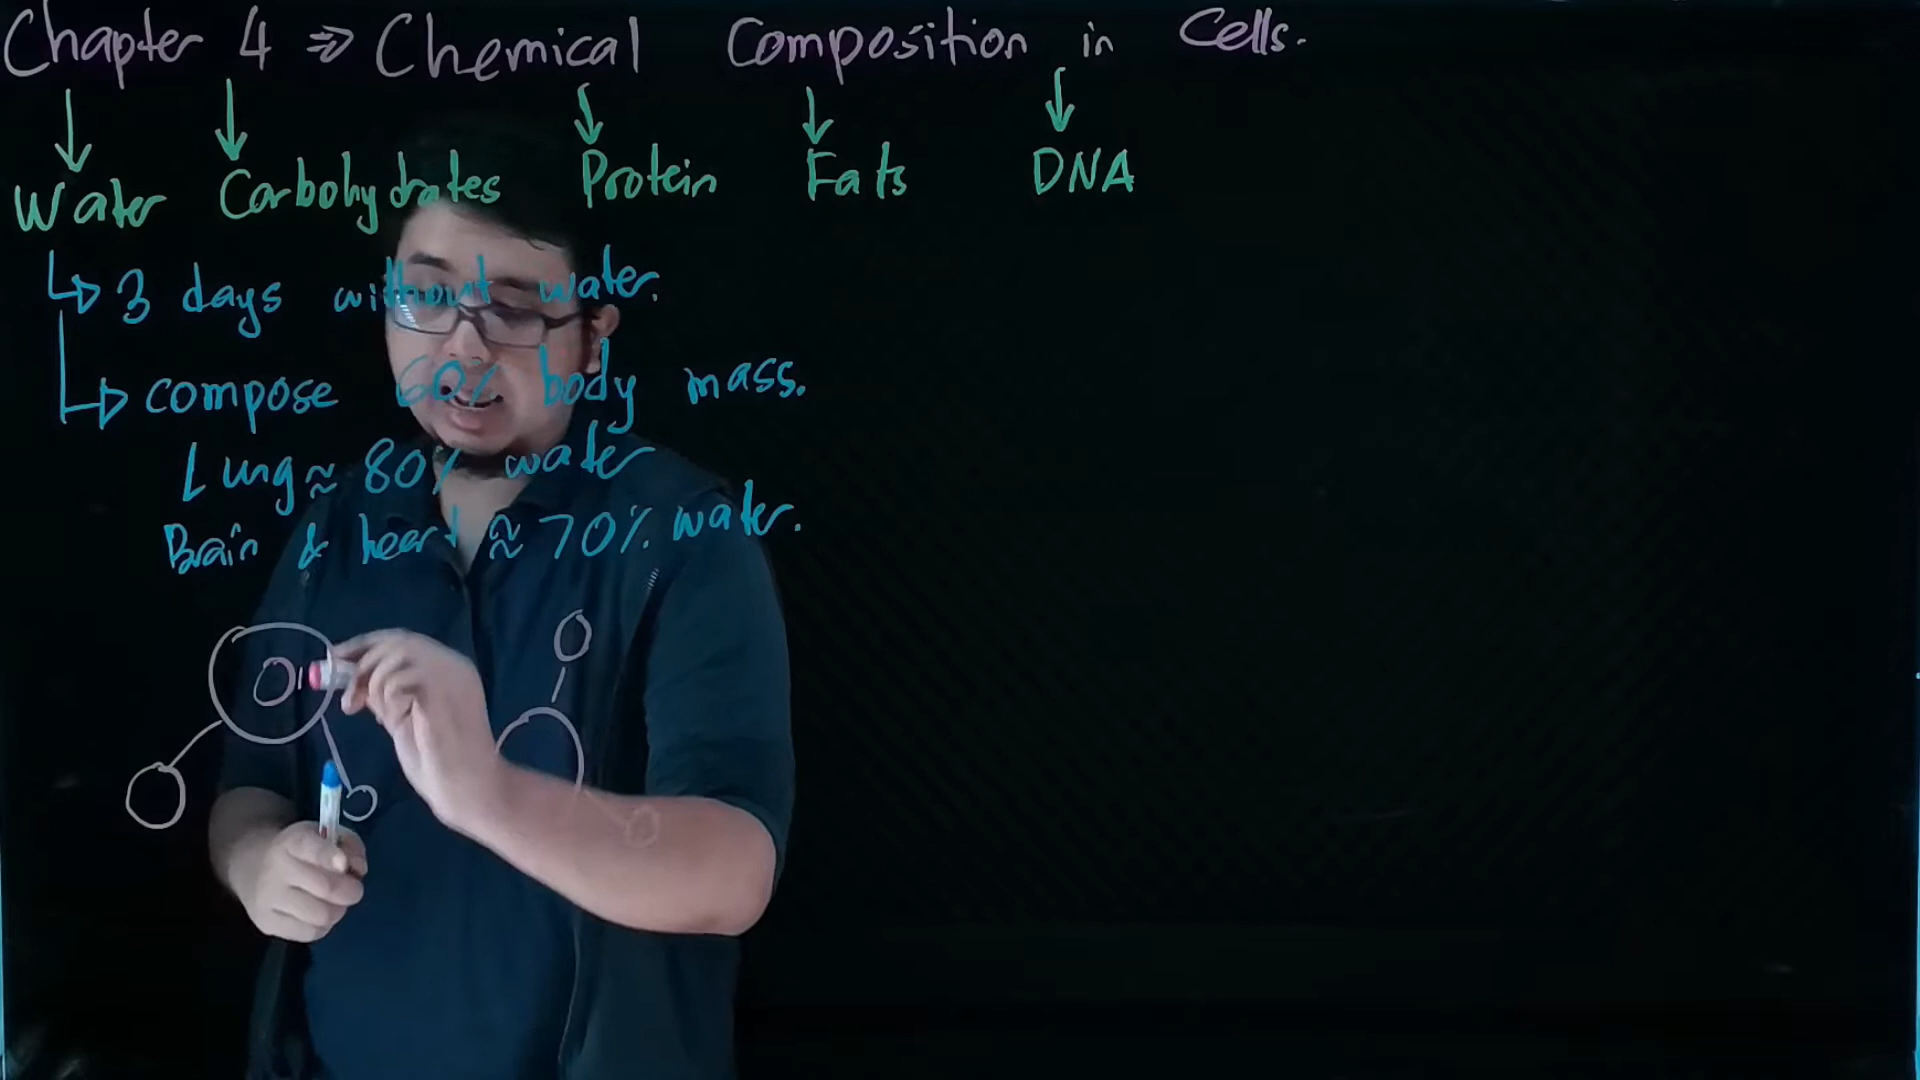 Chapter 4 => Chemical Composition in Cells.
Water Carbohydrates Protein Fats DNA
3 days without water.
compose 60% body mass.
Lung ≈ 80% water
Brain & heart ≈ 70% water.
O